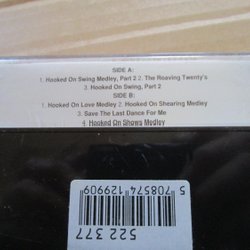 SIDE A:
1. Hooked On Swing Medley, Part 2 2. The Roaving Twenty's
3. Hooked On Swing, Part 2
SIDE B:
1. Hooked On Love Medley 2. Hooked On Shearing Medley
3. Save The Last Dance For Me
4. Hooked On Shows Medley
5 708574 129909
522 377